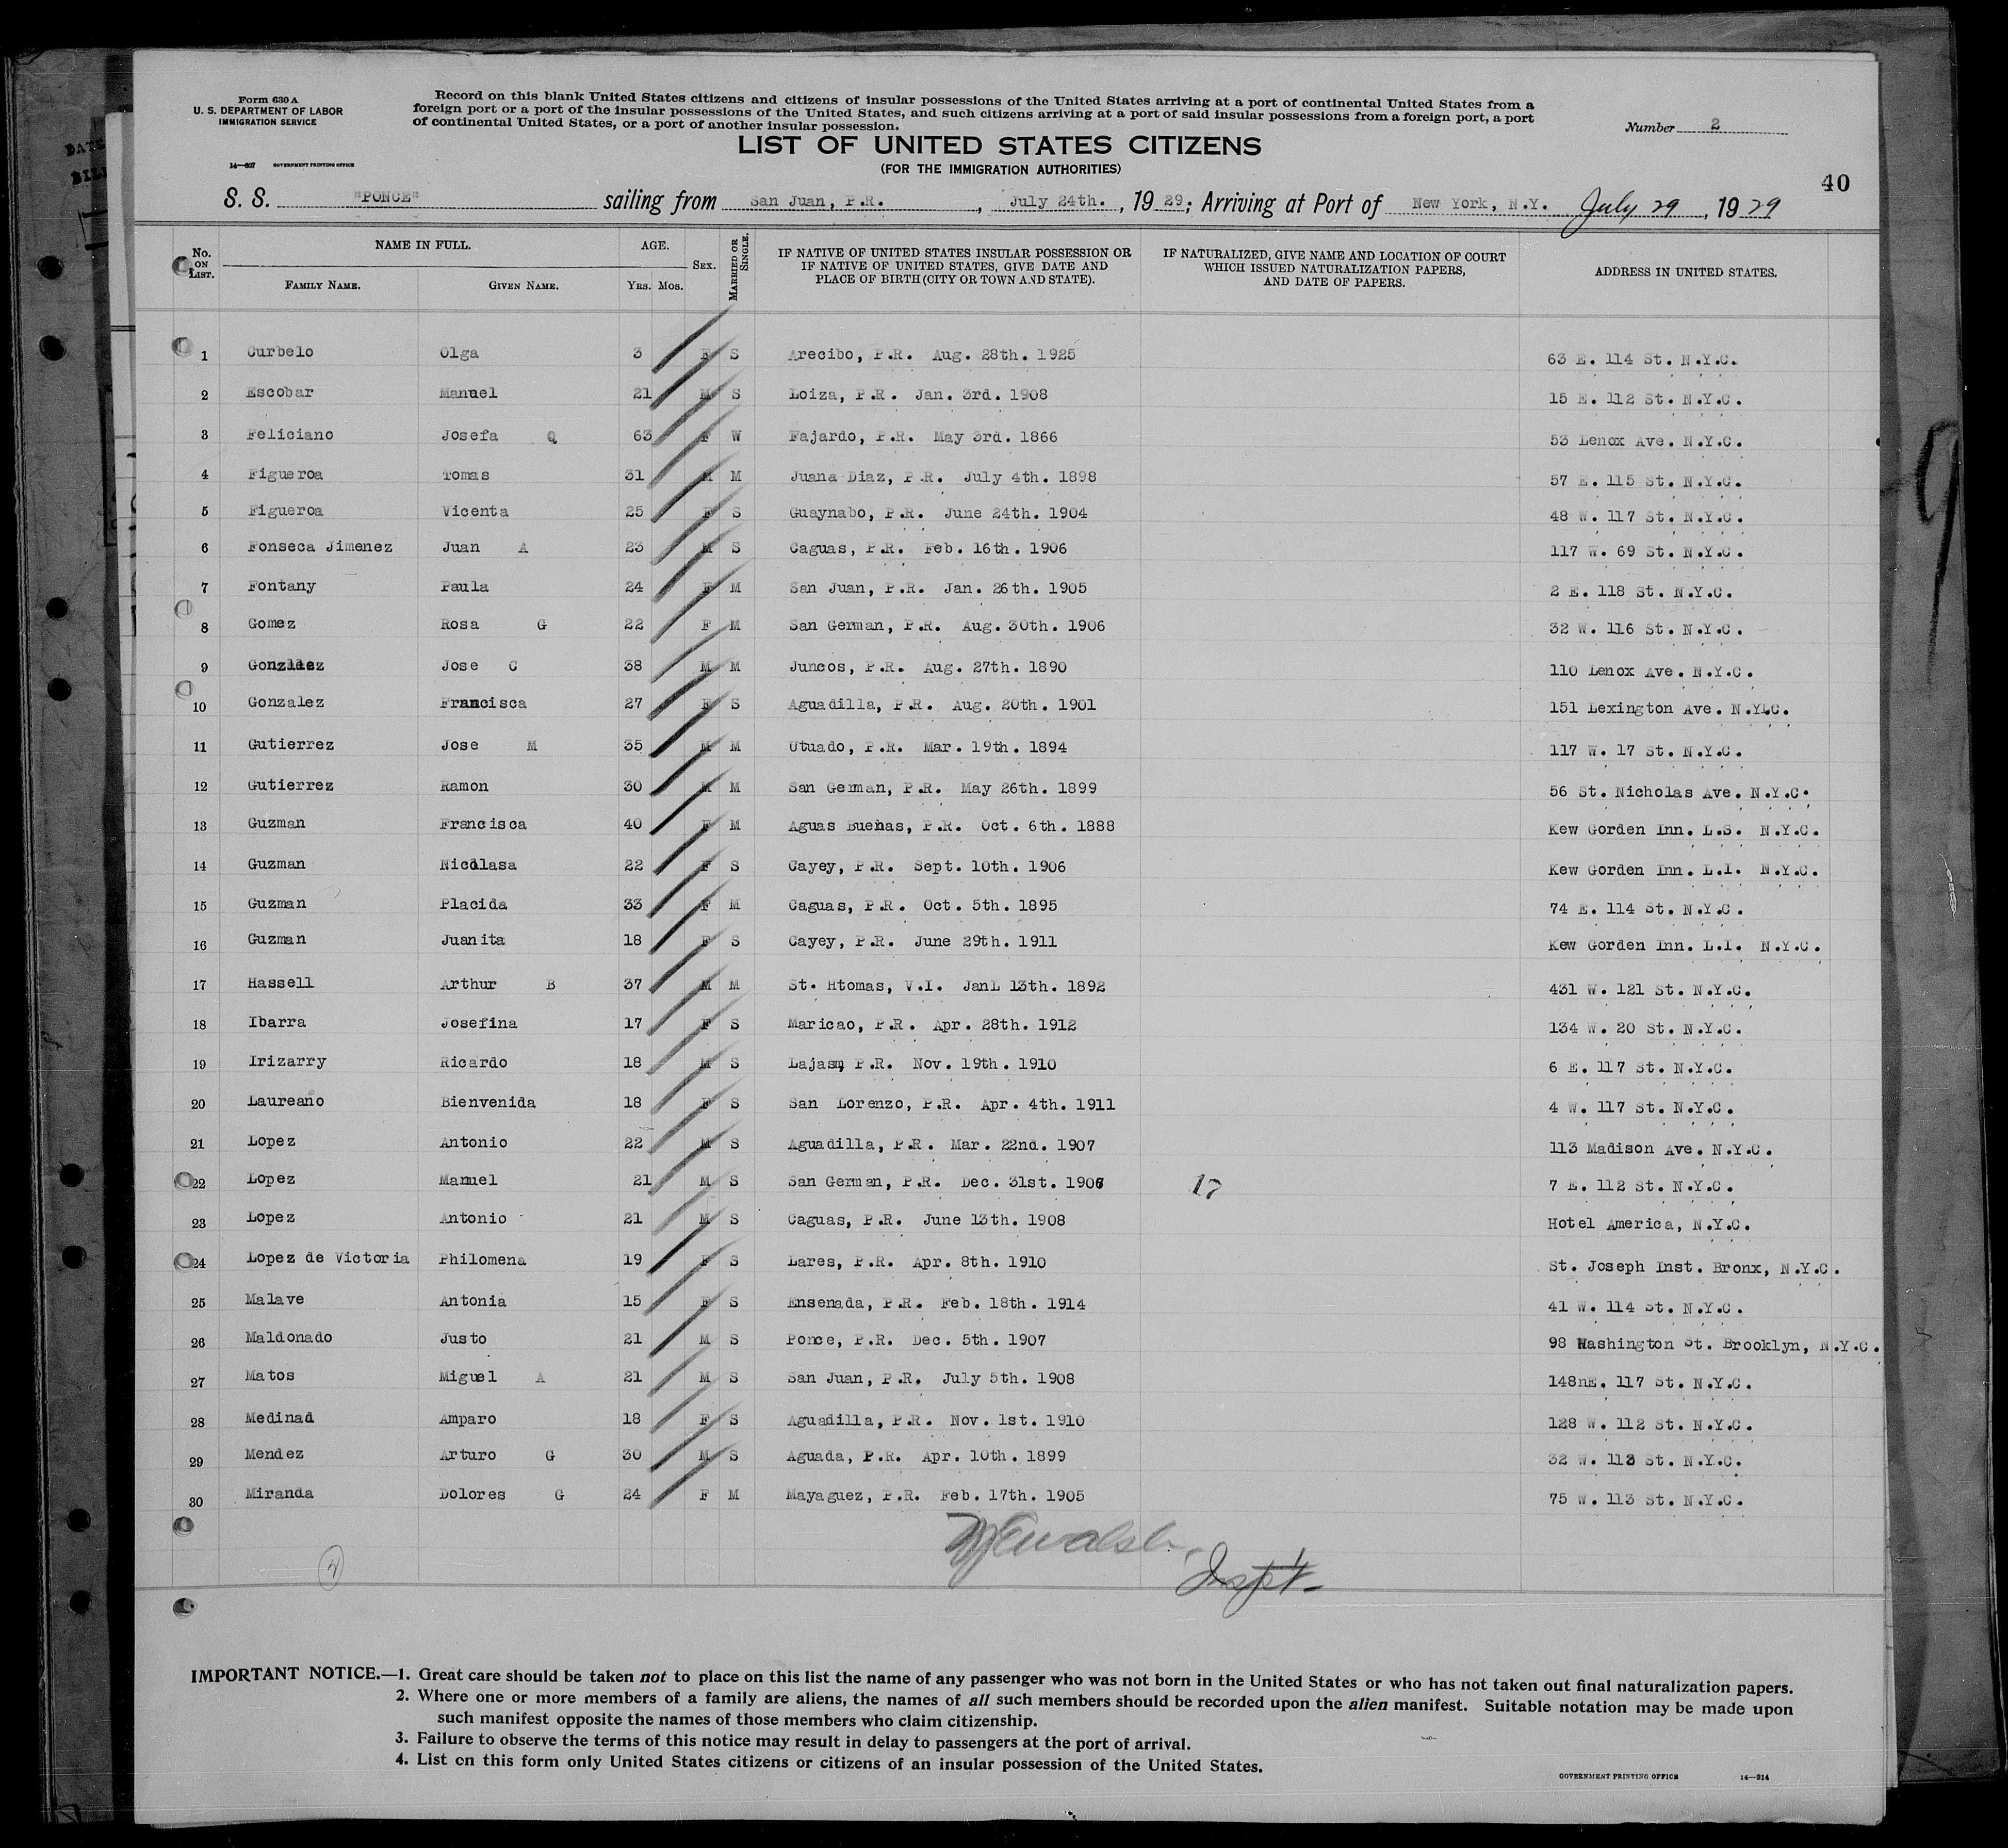 Form 630 A
U. S. DEPARTMENT OF LABOR
IMMIGRATION SERVICE
14—607 GOVERNMENT PRINTING OFFICE
Record on this blank United States citizens and citizens of insular possessions of the United States arriving at a port of continental United States from a
foreign port or a port of the insular possessions of the United States, and such citizens arriving at a port of said insular possessions from a foreign port, a port
of continental United States, or a port of another insular possession.
Number 2
LIST OF UNITED STATES CITIZENS
(FOR THE IMMIGRATION AUTHORITIES)
40
S. S. "PONCE" sailing from San Juan, P.R. , July 24th. , 19 29; Arriving at Port of New York, N.Y. July 29 , 19 29
No. ON LIST. NAME IN FULL. FAMILY NAME. GIVEN NAME. AGE. YRS. MOS. SEX. MARRIED OR SINGLE. IF NATIVE OF UNITED STATES INSULAR POSSESSION OR IF NATIVE OF UNITED STATES, GIVE DATE AND PLACE OF BIRTH (CITY OR TOWN AND STATE). IF NATURALIZED, GIVE NAME AND LOCATION OF COURT WHICH ISSUED NATURALIZATION PAPERS, AND DATE OF PAPERS. ADDRESS IN UNITED STATES.
1 Curbelo Olga 3 F S Arecibo, P.R. Aug. 28th. 1925 63 E. 114 St. N.Y.C.
2 Escobar Manuel 21 M S Loiza, P.R. Jan. 3rd. 1908 15 E. 112 St. N.Y.C.
3 Feliciano Josefa Q 63 F W Fajardo, P.R. May 3rd. 1866 53 Lenox Ave. N.Y.C.
4 Figueroa Tomas 31 M M Juana Diaz, P.R. July 4th. 1898 57 E. 115 St. N.Y.C.
5 Figueroa Vicenta 25 F S Guaynabo, P.R. June 24th. 1904 48 W. 117 St. N.Y.C.
6 Fonseca Jimenez Juan A 23 M S Caguas, P.R. Feb. 16th. 1906 117 W. 69 St. N.Y.C.
7 Fontany Paula 24 F M San Juan, P.R. Jan. 26th. 1905 2 E. 118 St. N.Y.C.
8 Gomez Rosa G 22 F M San German, P.R. Aug. 30th. 1906 32 W. 116 St. N.Y.C.
9 Jose C 38 M M Juncos, P.R. Aug. 27th. 1890 110 Lenox Ave. N.Y.C.
10 Gonzalez Francisca 27 F S Aguadilla, P.R. Aug. 20th. 1901 151 Lexington Ave. N.Y.C.
11 Gutierrez Jose M 35 M M Utuado, P.R. Mar. 19th. 1894 117 W. 17 St. N.Y.C.
12 Gutierrez Ramon 30 M M San German, P.R. May 26th. 1899 56 St. Nicholas Ave. N.Y.C.
13 Guzman Francisca 40 F M Aguas Buenas, P.R. Oct. 6th. 1888 Kew Gorden Inn. L.S. N.Y.C.
14 Guzman Nicolasa 22 F S Cayey, P.R. Sept. 10th. 1906 Kew Gorden Inn. L.I. N.Y.C.
15 Guzman Placida 33 F M Caguas, P.R. Oct. 5th. 1895 74 E. 114 St. N.Y.C.
16 Guzman Juanita 18 F S Cayey, P.R. June 29th. 1911 Kew Gorden Inn. L.I. N.Y.C.
17 Hassell Arthur B 37 M M St. Htomas, V.I. JanL 13th. 1892 431 W. 121 St. N.Y.C.
18 Ibarra Josefina 17 F S Maricao, P.R. Apr. 28th. 1912 134 W. 20 St. N.Y.C.
19 Irizarry Ricardo 18 M S Lajasm, P.R. Nov. 19th. 1910 6 E. 117 St. N.Y.C.
20 Laureano Bienvenida 18 F S San Lorenzo, P.R. Apr. 4th. 1911 4 W. 117 St. N.Y.C.
21 Lopez Antonio 22 M S Aguadilla, P.R. Mar. 22nd. 1907 113 Madison Ave. N.Y.C.
22 Lopez Manuel 21 M S San German, P.R. Dec. 31st. 17 7 E. 112 St. N.Y.C.
23 Lopez Antonio 21 M S Caguas, P.R. June 13th. 1908 Hotel America, N.Y.C.
24 Lopez de Victoria Philomena 19 F S Lares, P.R. Apr. 8th. 1910 St. Joseph Inst. Bronx, N.Y.C.
25 Malave Antonia 15 F S Ensenada, P.R. Feb. 18th. 1914 41 W. 114 St. N.Y.C.
26 Maldonado Justo 21 M S Ponce, P.R. Dec. 5th. 1907 98 Washington St. Brooklyn, N.Y.C.
27 Matos Miguel A 21 M S San Juan, P.R. July 5th. 1908 148nE. 117 St. N.Y.C.
28 Medinad Amparo 18 F S Aguadilla, P.R. Nov. 1st. 1910 128 W. 112 St. N.Y.C.
29 Mendez Arturo G 30 M S Aguada, P.R. Apr. 10th. 1899 32 W. 113 St. N.Y.C.
30 Miranda Dolores G 24 F M Mayaguez, P.R. Feb. 17th. 1905 75 W. 113 St. N.Y.C.
Walsh
Inspt.
IMPORTANT NOTICE.—1. Great care should be taken not to place on this list the name of any passenger who was not born in the United States or who has not taken out final naturalization papers.
2. Where one or more members of a family are aliens, the names of all such members should be recorded upon the alien manifest. Suitable notation may be made upon
such manifest opposite the names of those members who claim citizenship.
3. Failure to observe the terms of this notice may result in delay to passengers at the port of arrival.
4. List on this form only United States citizens or citizens of an insular possession of the United States.
GOVERNMENT PRINTING OFFICE 14—214